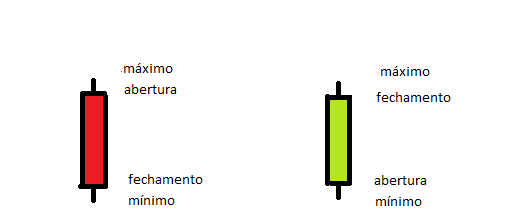 máximo
abertura
fechamento
mínimo
máximo
fechamento
abertura
mínimo